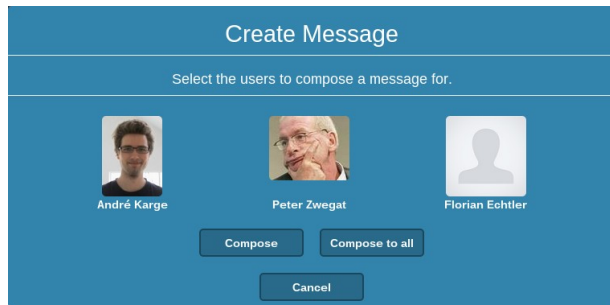 Create Message
Select the users to compose a message for.
André Karge Peter Zwegat Florian Echtler
Compose Compose to all
Cancel